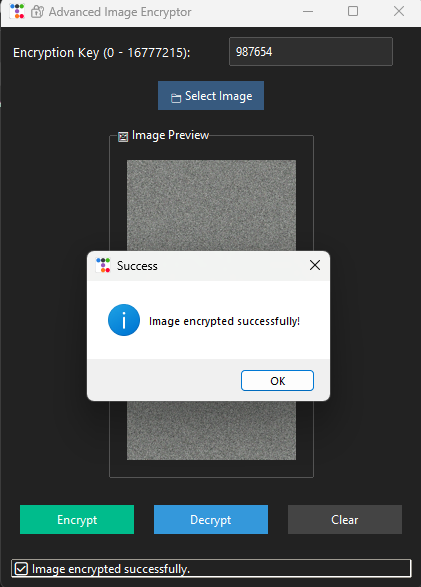 Advanced Image Encryptor
Encryption Key (0 - 16777215):
987654
Select Image
Image Preview
Success
Image encrypted successfully!
OK
Encrypt
Decrypt
Clear
Image encrypted successfully.